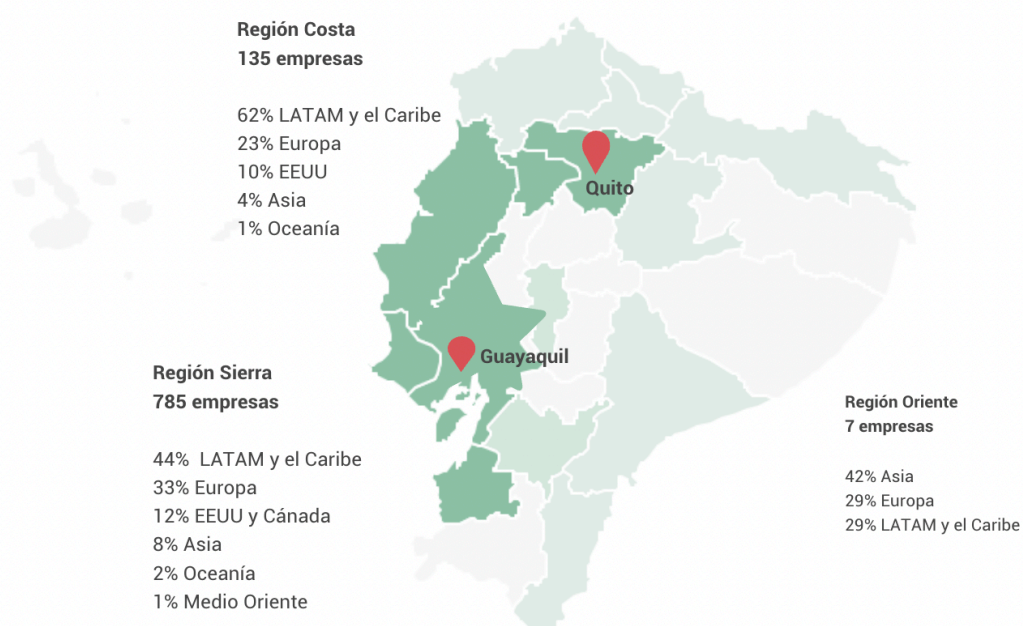 Región Costa
135 empresas
62% LATAM y el Caribe
23% Europa
10% EEUU
4% Asia
1% Oceanía
Quito
Guayaquil
Región Sierra
785 empresas
44% LATAM y el Caribe
33% Europa
12% EEUU y Cánada
8% Asia
2% Oceanía
1% Medio Oriente
Región Oriente
7 empresas
42% Asia
29% Europa
29% LATAM y el Caribe